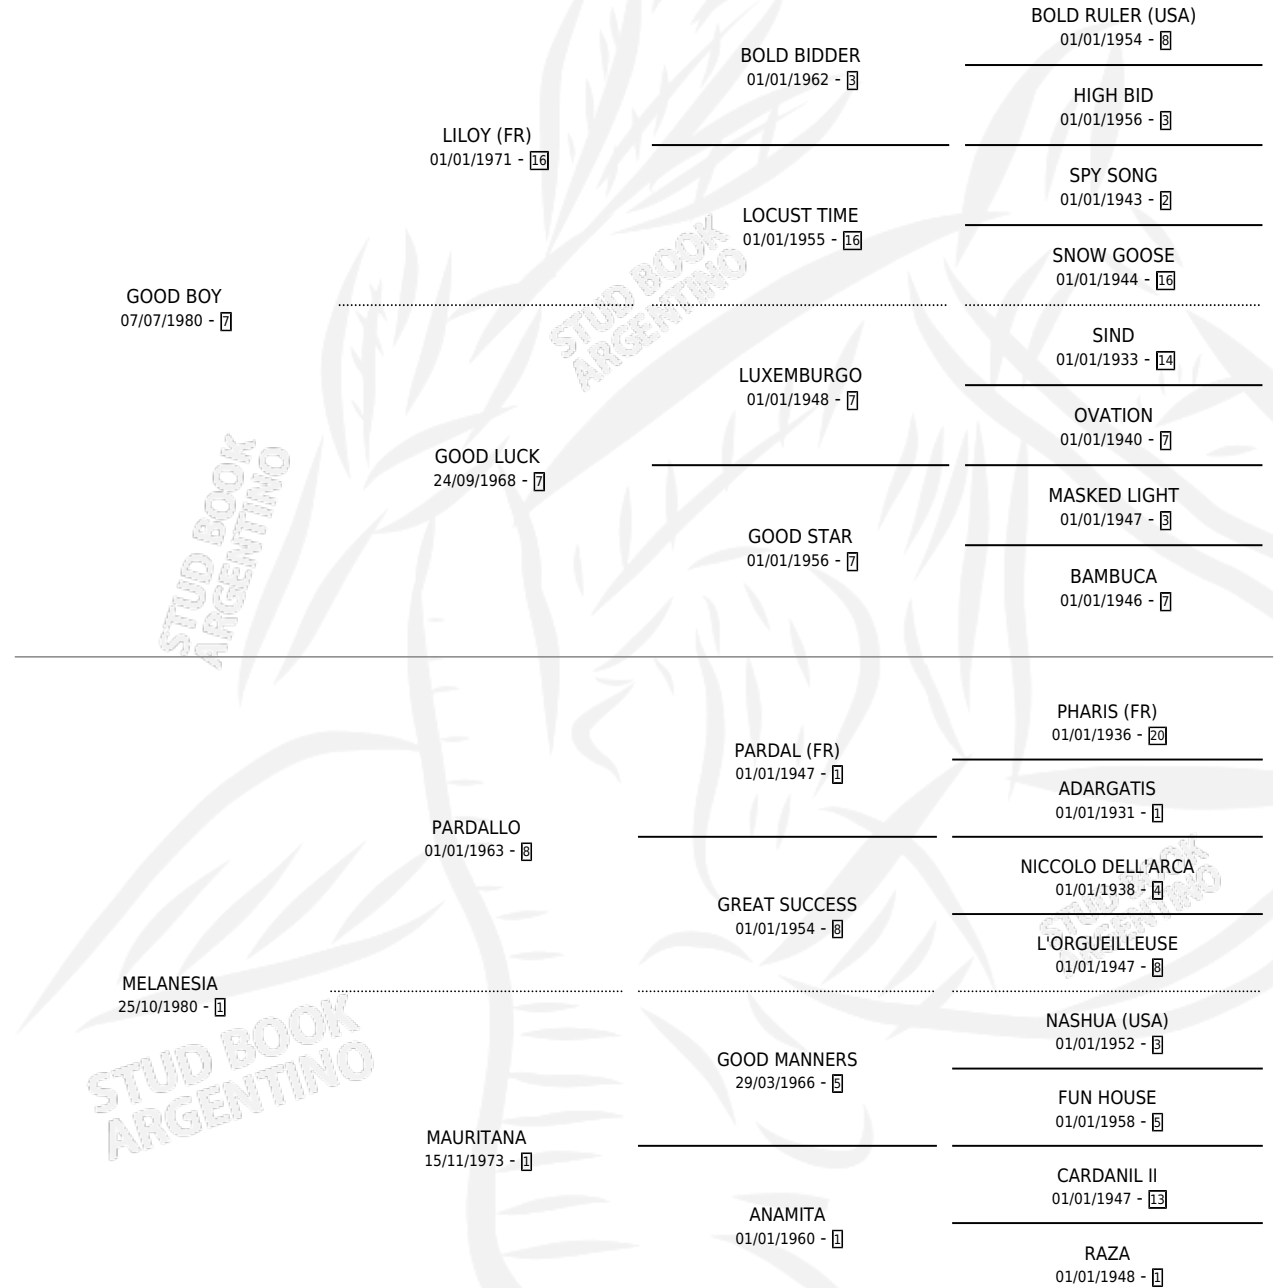 BOLD RULER (USA)
01/01/1954 - 8
BOLD BIDDER
01/01/1962 - 3
HIGH BID
01/01/1956 - 3
LILOY (FR)
01/01/1971 - 16
SPY SONG
01/01/1943 - 2
LOCUST TIME
01/01/1955 - 16
SNOW GOOSE
01/01/1944 - 16
GOOD BOY
07/07/1980 - 7
SIND
01/01/1933 - 14
LUXEMBURGO
01/01/1948 - 7
OVATION
01/01/1940 - 7
GOOD LUCK
24/09/1968 - 7
MASKED LIGHT
01/01/1947 - 3
GOOD STAR
01/01/1956 - 7
BAMBUCA
01/01/1946 - 7
PHARIS (FR)
01/01/1936 - 20
PARDAL (FR)
01/01/1947 - 1
ADARGATIS
01/01/1931 - 1
PARDALLO
01/01/1963 - 8
NICCOLO DELL'ARCA
01/01/1938 - 4
GREAT SUCCESS
01/01/1954 - 8
L'ORGUEILLEUSE
01/01/1947 - 8
MELANESIA
25/10/1980 - 1
NASHUA (USA)
01/01/1952 - 3
GOOD MANNERS
29/03/1966 - 5
FUN HOUSE
01/01/1958 - 5
MAURITANA
15/11/1973 - 1
CARDANIL II
01/01/1947 - 13
ANAMITA
01/01/1960 - 1
RAZA
01/01/1948 - 1
STUD BOOK
ARGENTINO
STUD BOOK
ARGENTINO
STUD BOOK
ARGENTINO
STUD BOOK
ARGENTINO